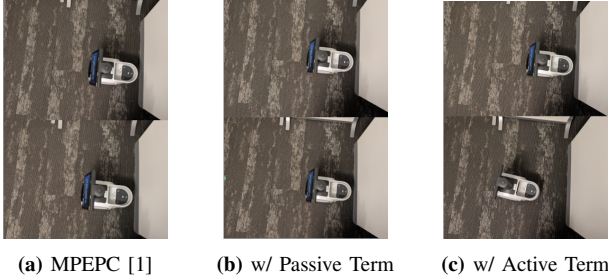 (a) MPEPC [1]
(b) w/ Passive Term
(c) w/ Active Term